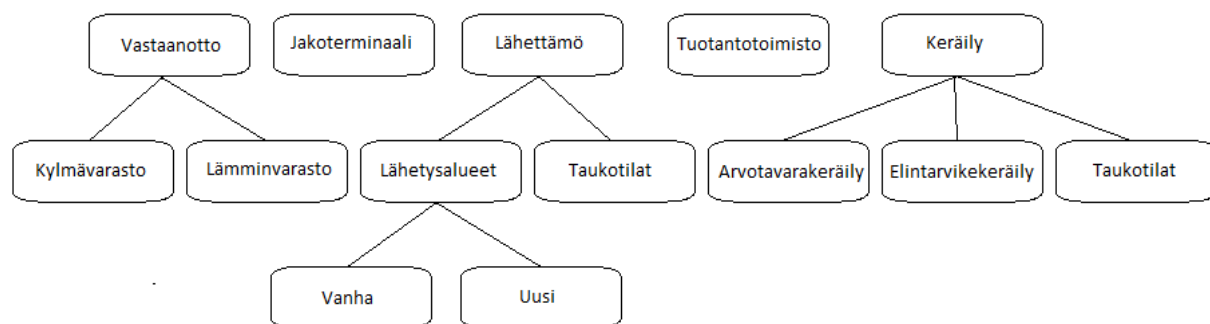 Vastaanotto
Jakoterminaali
Lähettämö
Tuotantotoimisto
Keräily
Kylmävarasto
Lämminvarasto
Lähetysalueet
Taukotilat
Arvotavarakeräily
Elintarvikekeräily
Taukotilat
Vanha
Uusi